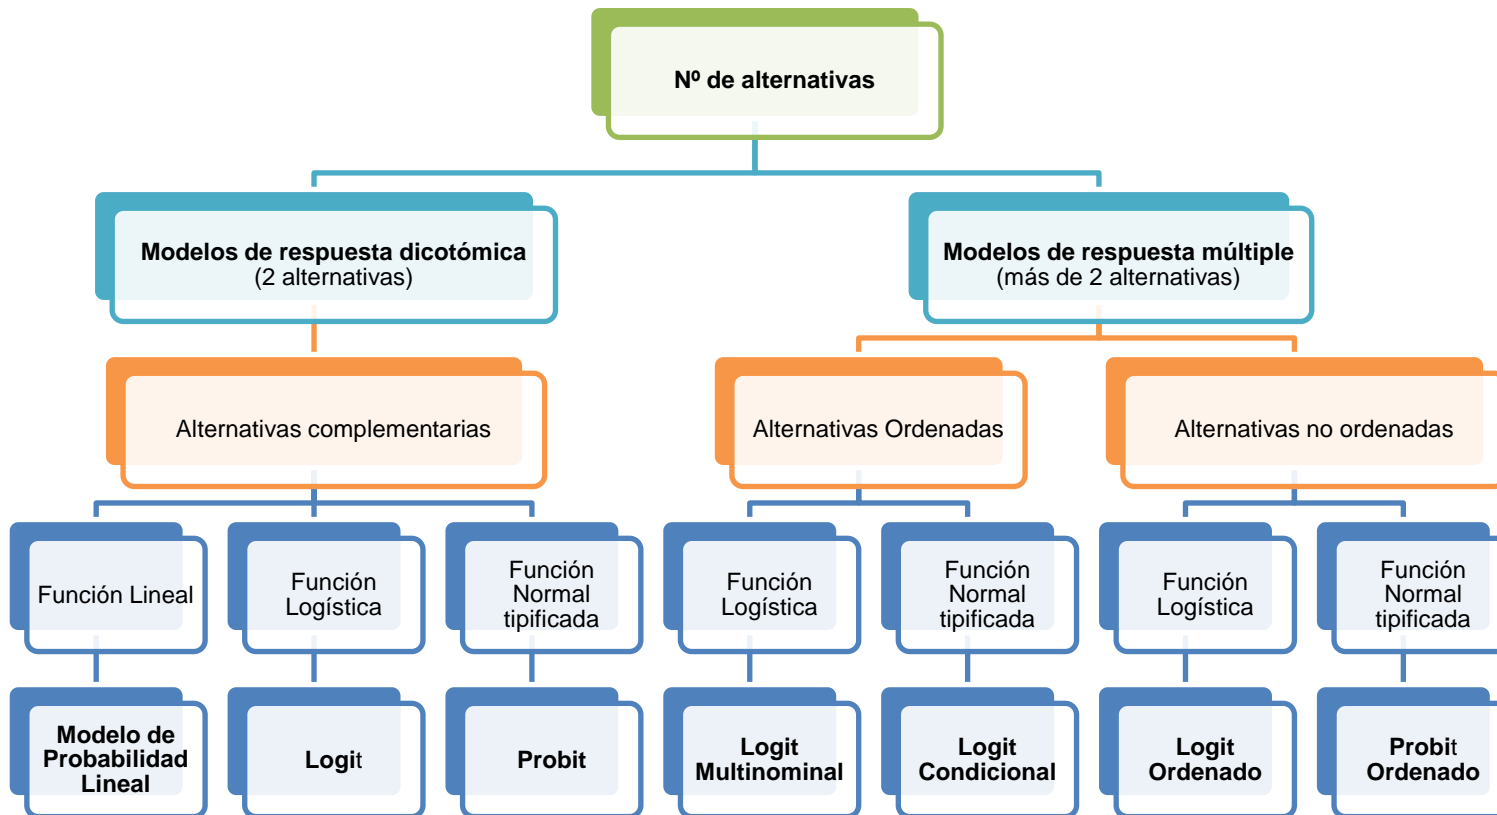 Nº de alternativas
Modelos de respuesta dicotómica
(2 alternativas)
Modelos de respuesta múltiple
(más de 2 alternativas)
Alternativas complementarias
Alternativas Ordenadas
Alternativas no ordenadas
Función Lineal
Función
Logística
Función
Normal
tipificada
Función
Logística
Función
Normal
tipificada
Función
Logística
Función
Normal
tipificada
Modelo de
Probabilidad
Lineal
Logit
Probit
Logit
Multinominal
Logit
Condicional
Logit
Ordenado
Probit
Ordenado